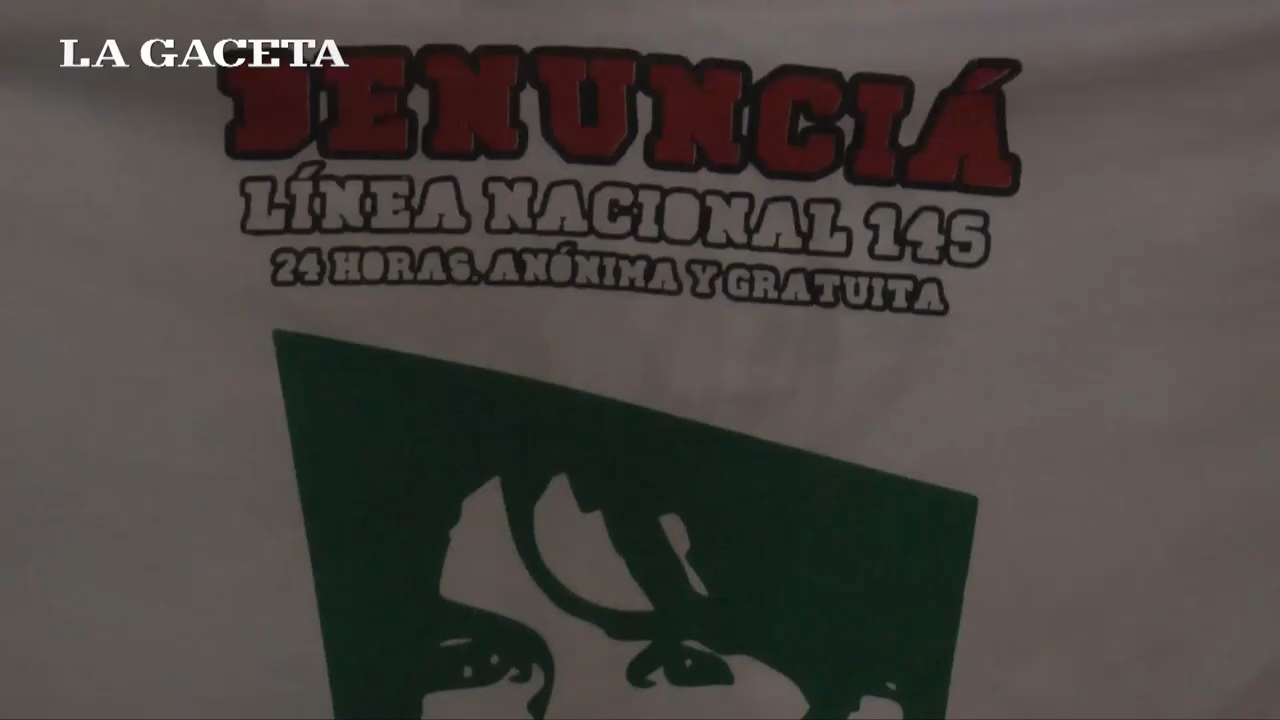 LA GACETA
DENUNCIÁ
LÍNEA NACIONAL 145
24 HORAS. ANÓNIMA Y GRATUITA